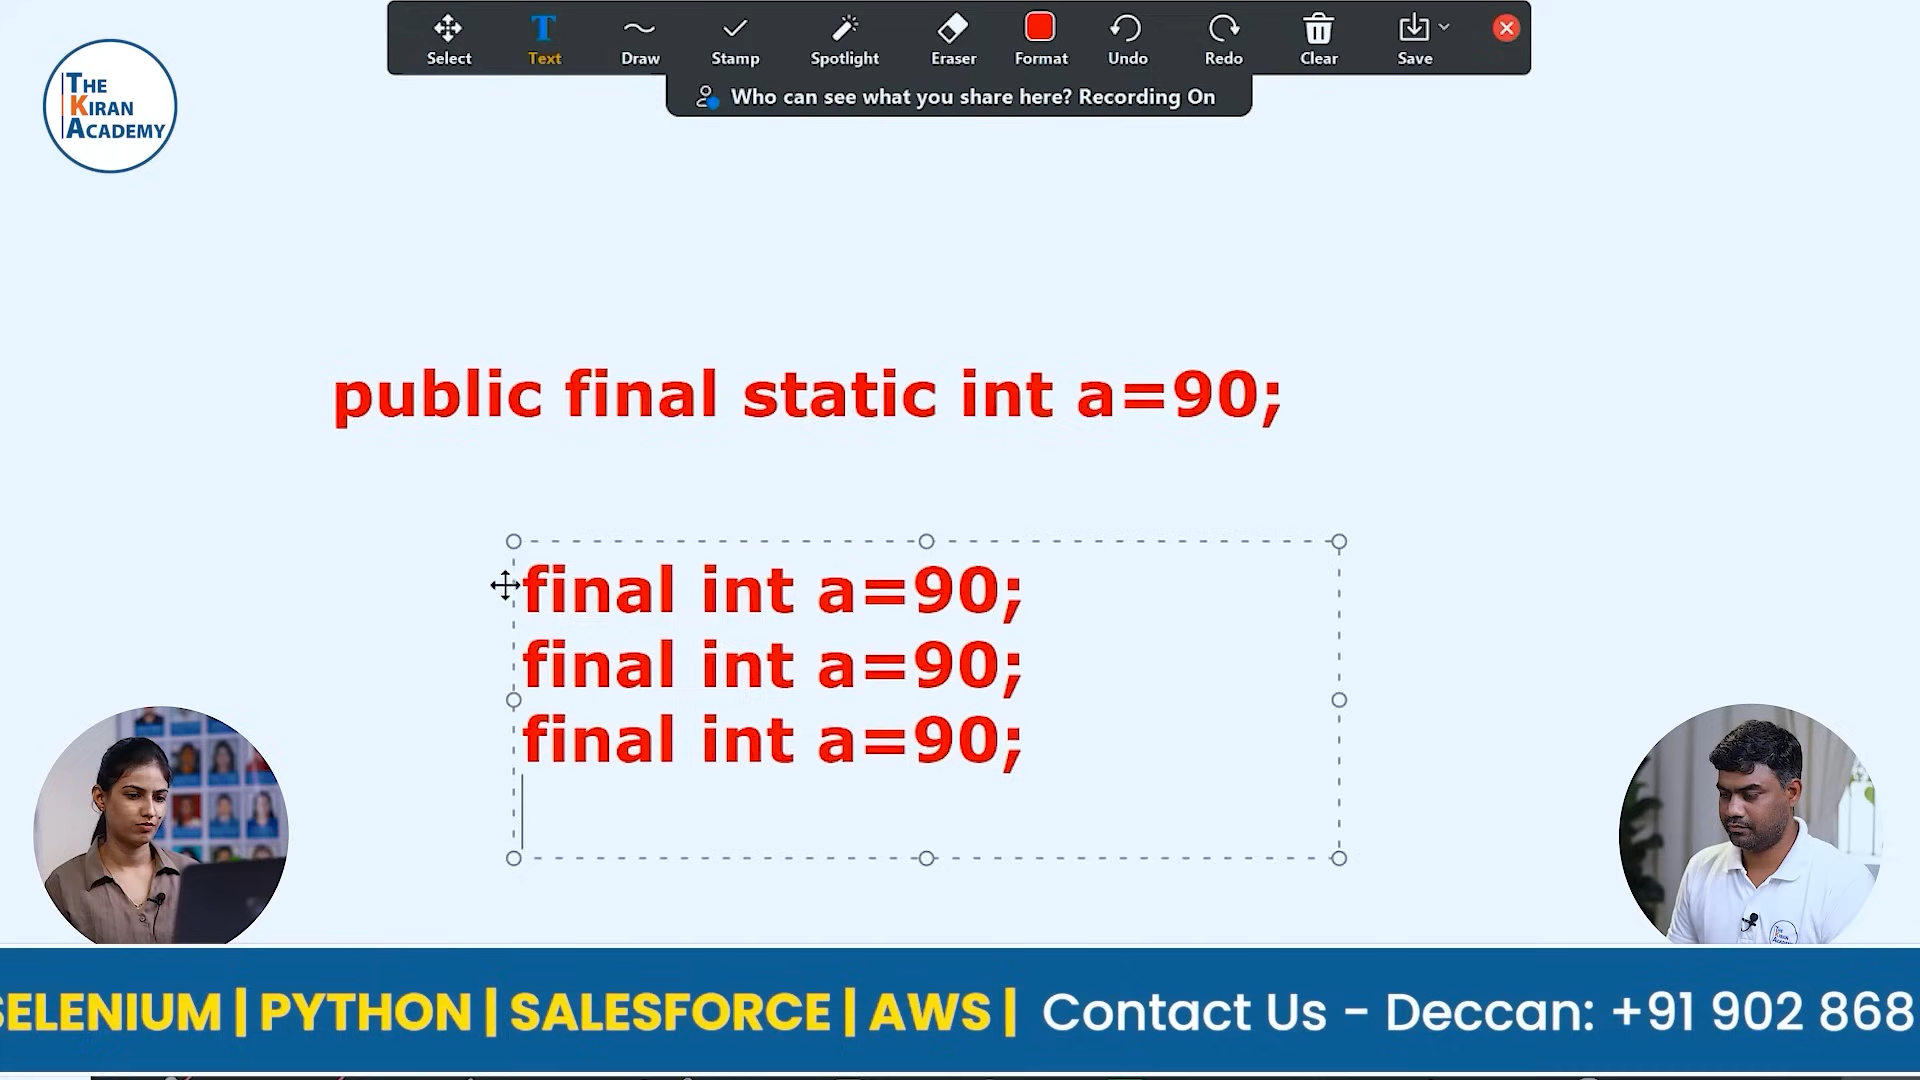 Select Text Draw Stamp Spotlight Eraser Format Undo Redo Clear Save
Who can see what you share here? Recording On
THE
KIRAN
ACADEMY
public final static int a=90;
final int a=90;
final int a=90;
final int a=90;
SELENIUM | PYTHON | SALESFORCE | AWS | Contact Us - Deccan: +91 902 868